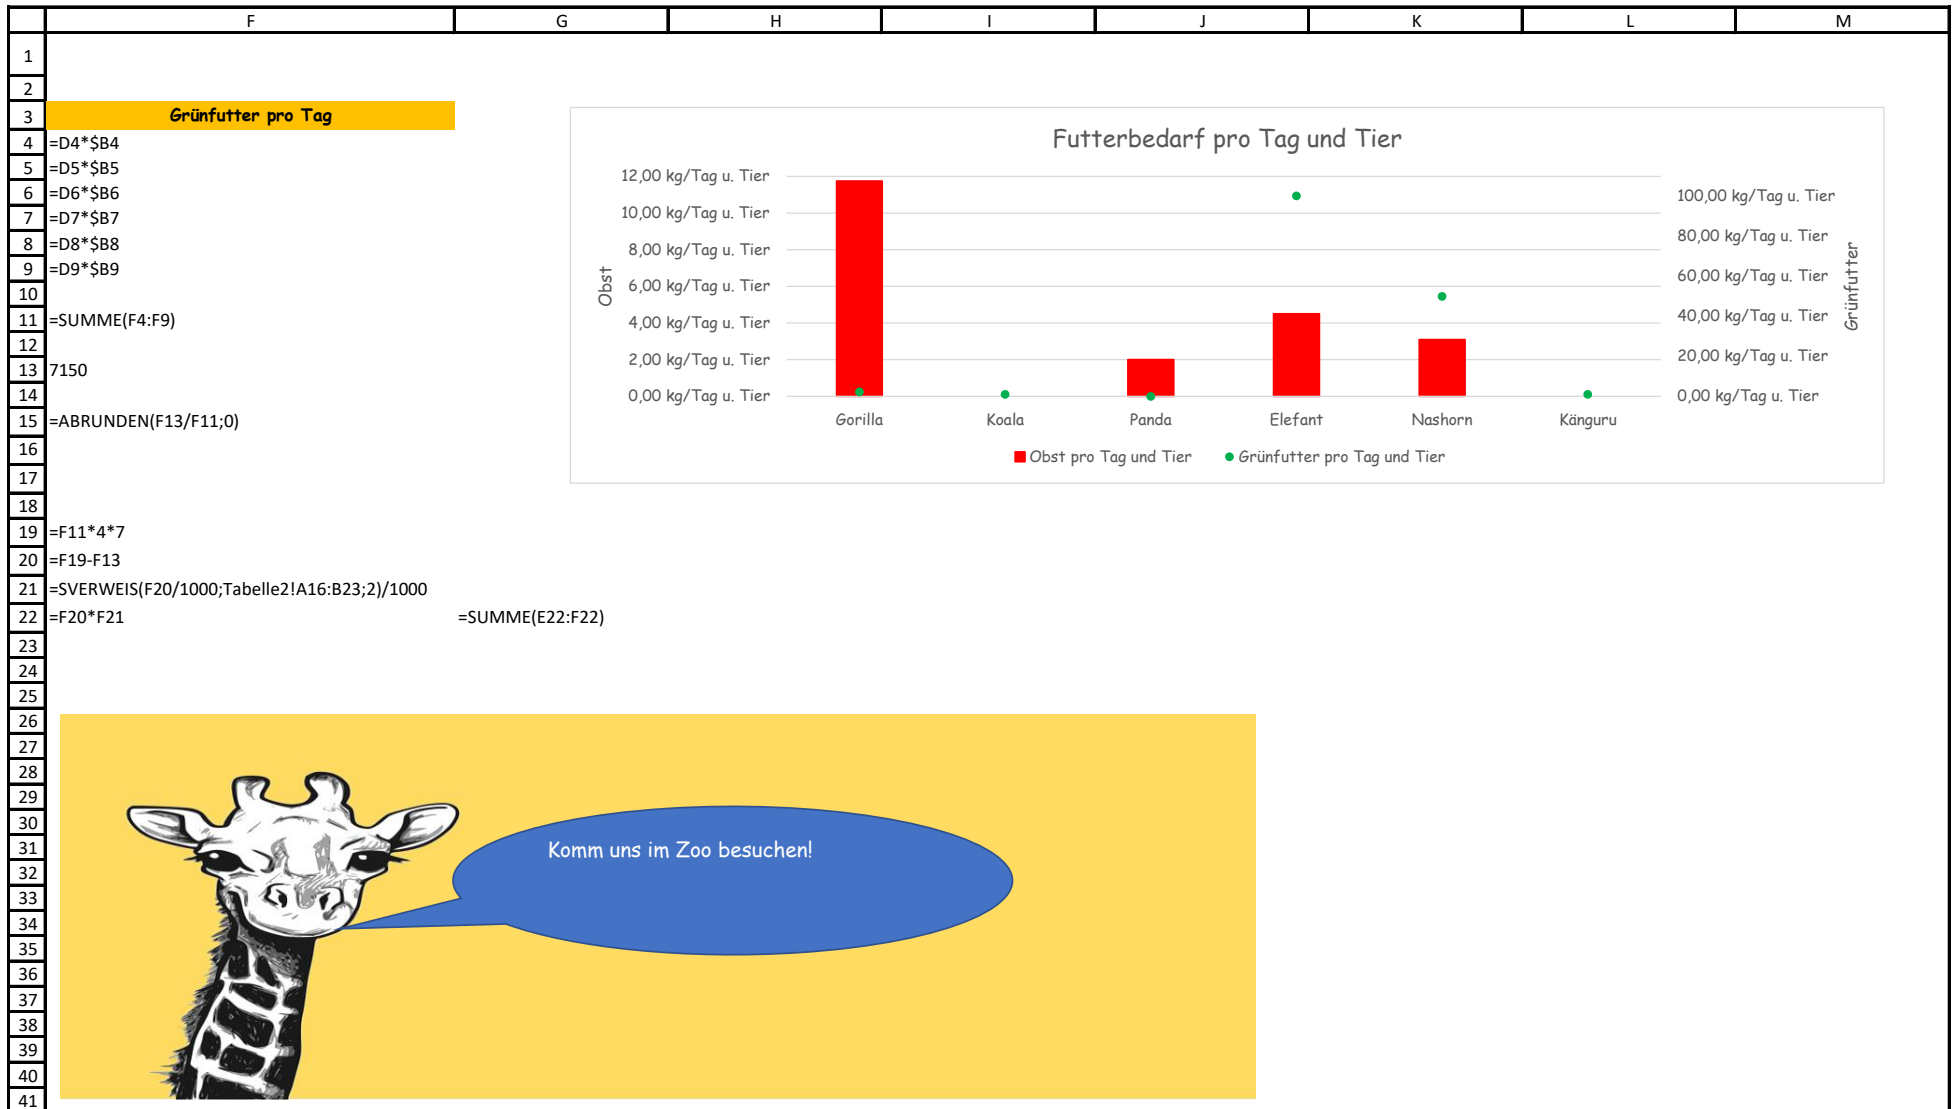 F G H I J K L M
1
2
3 Grünfutter pro Tag
4 =D4*$B4
5 =D5*$B5
6 =D6*$B6
7 =D7*$B7
8 =D8*$B8
9 =D9*$B9
10
11 =SUMME(F4:F9)
12
13 7150
14
15 =ABRUNDEN(F13/F11;0)
16
17
18
19 =F11*4*7
20 =F19-F13
21 =SVERWEIS(F20/1000;Tabelle2!A16:B23;2)/1000
22 =F20*F21 =SUMME(E22:F22)
23
24
25
26
27
28
29
30
31
32
33
34
35
36
37
38
39
40
41
Futterbedarf pro Tag und Tier
Obst
12,00 kg/Tag u. Tier
10,00 kg/Tag u. Tier
8,00 kg/Tag u. Tier
6,00 kg/Tag u. Tier
4,00 kg/Tag u. Tier
2,00 kg/Tag u. Tier
0,00 kg/Tag u. Tier
100,00 kg/Tag u. Tier
80,00 kg/Tag u. Tier
60,00 kg/Tag u. Tier
40,00 kg/Tag u. Tier
20,00 kg/Tag u. Tier
0,00 kg/Tag u. Tier
Grünfutter
Gorilla Koala Panda Elefant Nashorn Känguru
Obst pro Tag und Tier Grünfutter pro Tag und Tier
Komm uns im Zoo besuchen!